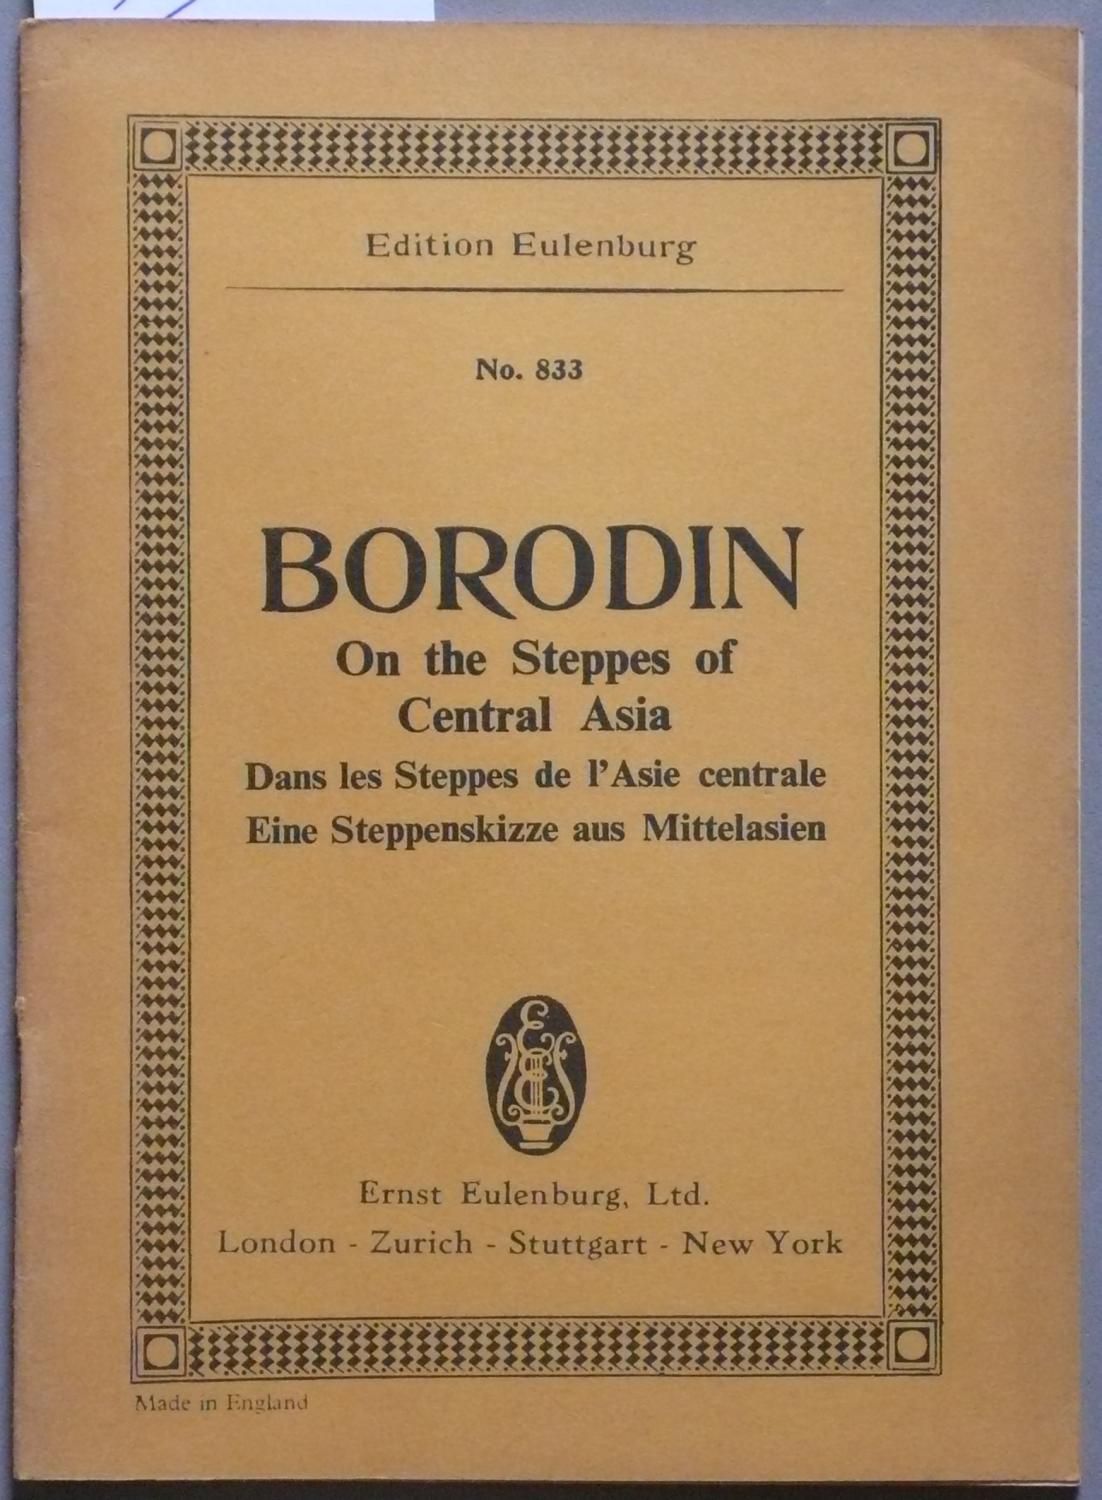 Edition Eulenburg
No. 833
BORODIN
On the Steppes of
Central Asia
Dans les Steppes de l'Asie centrale
Eine Steppenskizze aus Mittelasien
Ernst Eulenburg, Ltd.
London - Zurich - Stuttgart - New York
Made in England